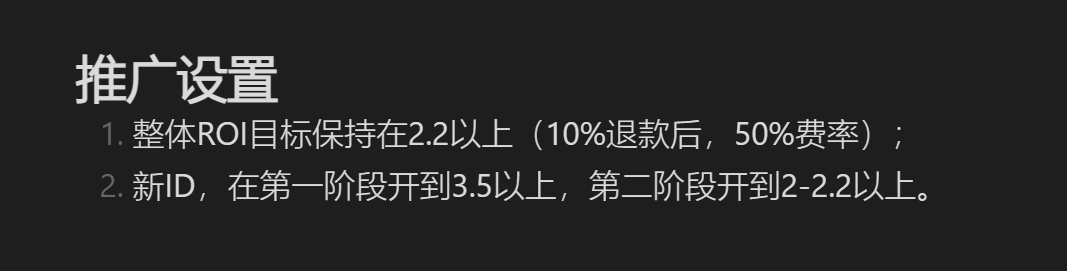 推广设置
1. 整体ROI目标保持在2.2以上（10%退款后，50%费率）；
2. 新ID，在第一阶段开到3.5以上，第二阶段开到2-2.2以上。